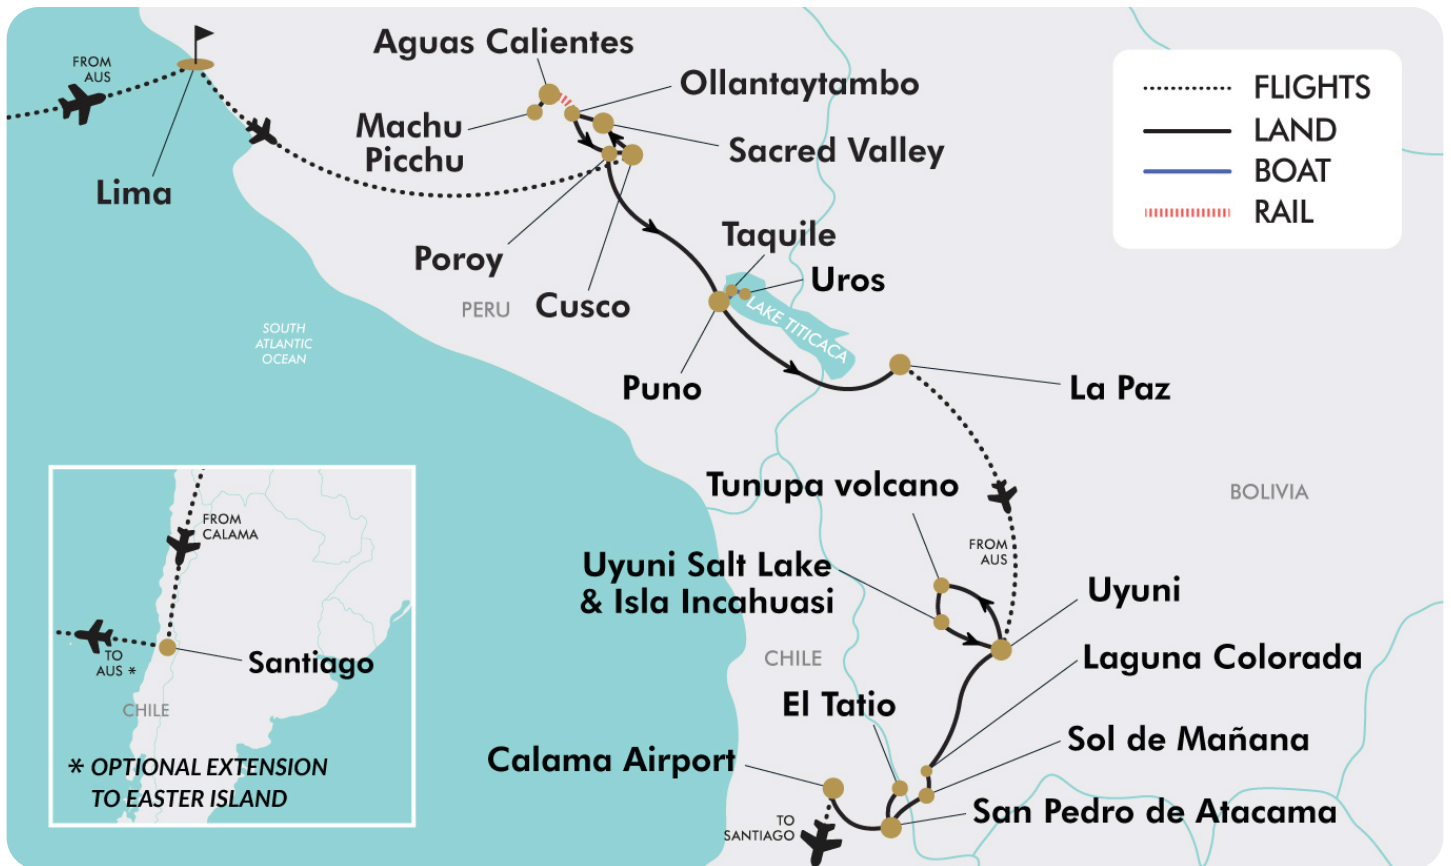 FROM
AUS
Lima
Aguas Calientes
Ollantaytambo
Machu
Picchu
Sacred Valley
FLIGHTS
LAND
BOAT
RAIL
Poroy
Cusco
PERU
Taquile
Uros
LAKE TITICACA
SOUTH
ATLANTIC
OCEAN
Puno
La Paz
Tunupa volcano
BOLIVIA
FROM
AUS
Uyuni Salt Lake
& Isla Incahuasi
Uyuni
CHILE
Laguna Colorada
El Tatio
Sol de Mañana
Calama Airport
San Pedro de Atacama
TO
SANTIAGO
FROM
CALAMA
TO
AUS *
Santiago
CHILE
* OPTIONAL EXTENSION
TO EASTER ISLAND